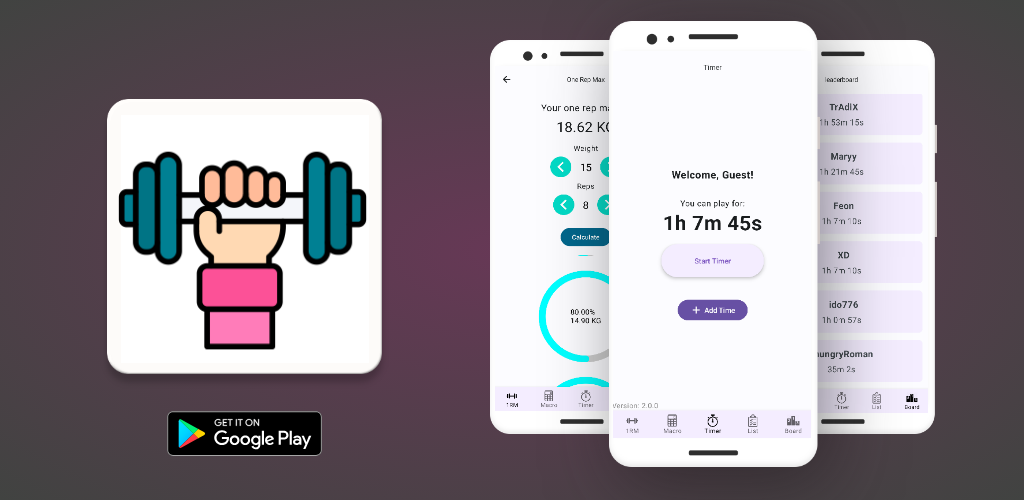 GET IT ON
Google Play
One Rep Max
Your one rep ma
18.62 KG
Weight
15
Reps
8
Calculate
80.00%
14.90 KG
1RM
Macro
Timer
Timer
Welcome, Guest!
You can play for:
1h 7m 45s
Start Timer
+ Add Time
Version: 2.0.0
1RM
Macro
Timer
List
Board
leaderboard
TrAdIX
1h 53m 15s
Maryy
1h 21m 45s
Feon
1h 7m 10s
XD
1h 7m 10s
ido776
1h 0m 57s
hungryRoman
35m 2s
Timer
List
Board